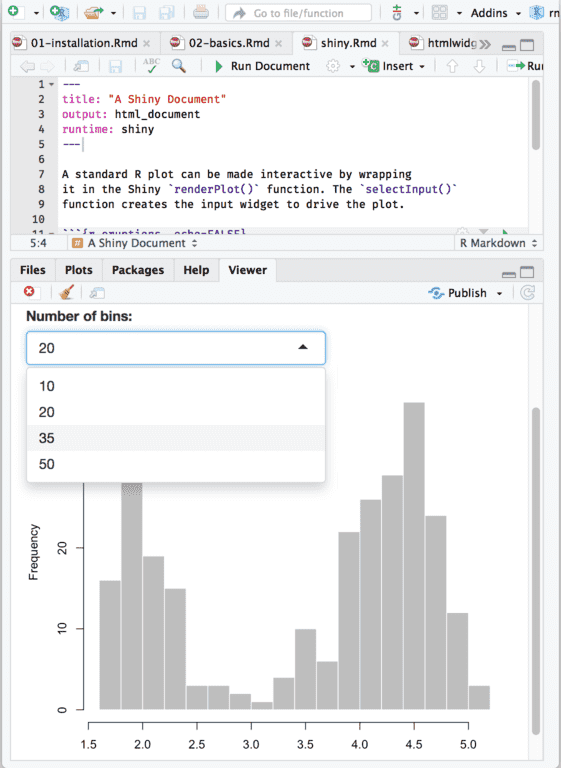 Go to file/function
Addins
rn
01-installation.Rmd
02-basics.Rmd
shiny.Rmd
htmlwidg
ABC
Run Document
Insert
Run
1 ---
2 title: "A Shiny Document"
3 output: html_document
4 runtime: shiny
5 ---
6
7 A standard R plot can be made interactive by wrapping
8 it in the Shiny `renderPlot()` function. The `selectInput()`
9 function creates the input widget to drive the plot.
10
11 ```{r eruptions, echo=FALSE}
5:4 # A Shiny Document
R Markdown
Files Plots Packages Help Viewer
Publish
Number of bins:
20
10
20
35
50
Frequency
20
10
0
1.5 2.0 2.5 3.0 3.5 4.0 4.5 5.0